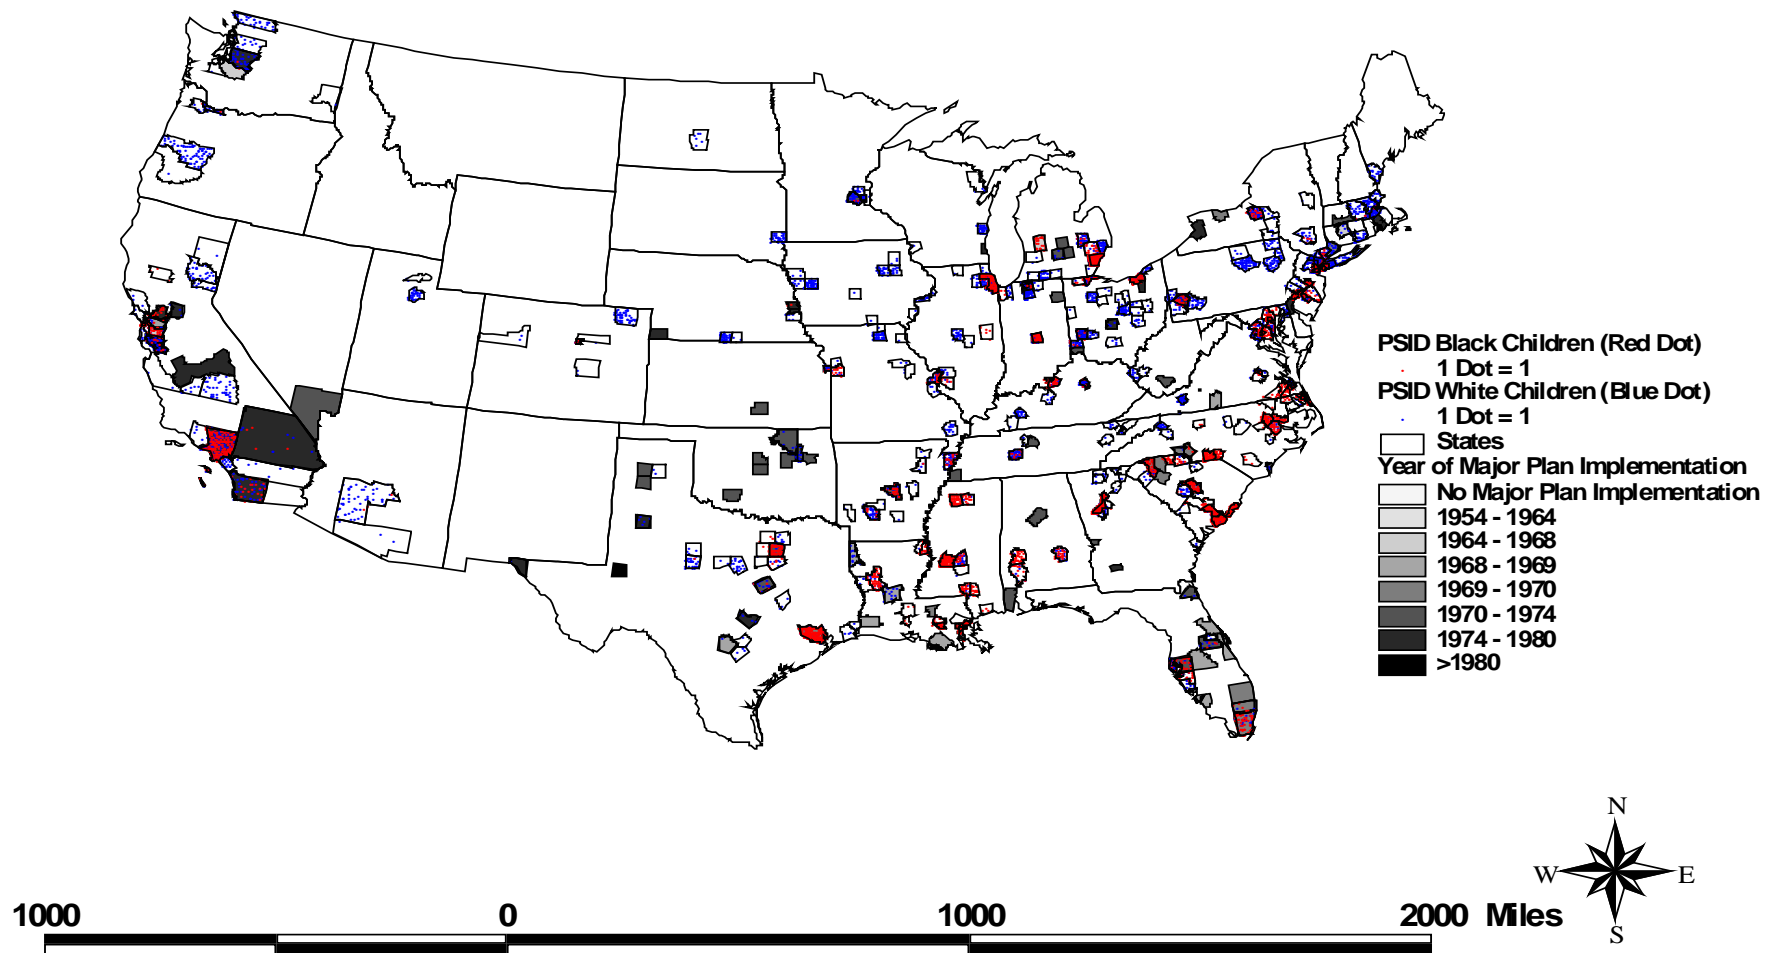 PSID Black Children (Red Dot)
1 Dot = 1
PSID White Children (Blue Dot)
1 Dot = 1
States
Year of Major Plan Implementation
No Major Plan Implementation
1954 - 1964
1964 - 1968
1968 - 1969
1969 - 1970
1970 - 1974
1974 - 1980
>1980
N
W E
S
1000 0 1000 2000 Miles